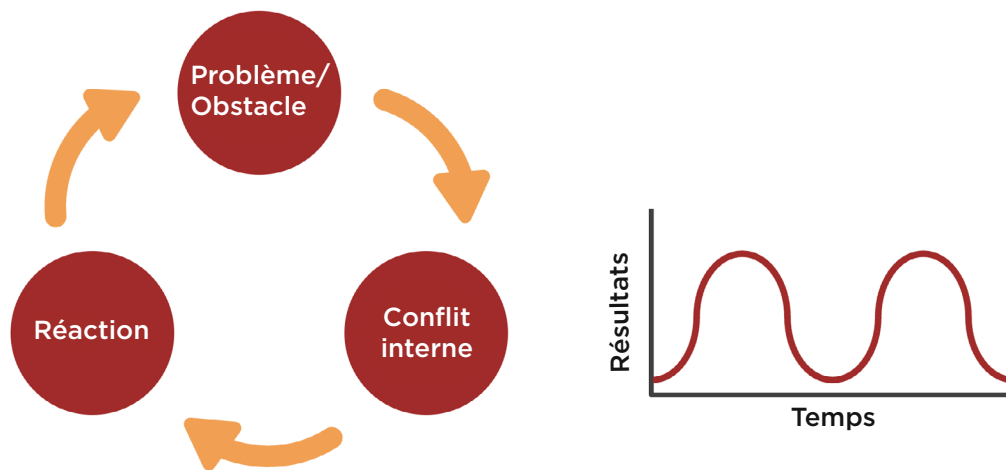 Problème/
Obstacle
Réaction
Conflit
interne
Résultats
Temps